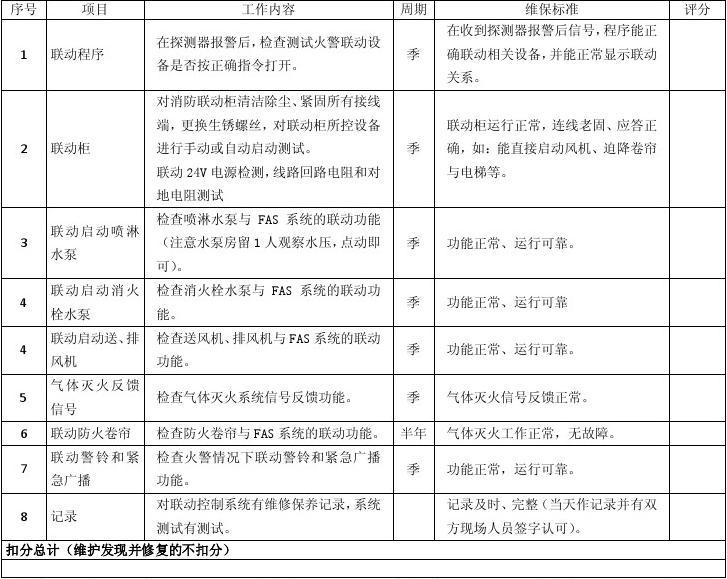 序号 项目 工作内容 周期 维保标准 评分
1 联动程序 在探测器报警后,检查测试火警联动设 季 在收到探测器报警后信号,程序能正
备是否按正确指令打开。 确联动相关设备,并能正常显示联动
关系。
2 联动柜 对消防联动柜清洁除尘、紧固所有接线 季 联动柜运行正常,连线老固、应答正
端,更换生锈螺丝,对联动柜所控设备 确,如:能直接启动风机、迫降卷帘
进行手动或自动启动测试。 与电梯等。
联动 24V 电源检测,线路回路电阻和对
地电阻测试
3 联动启动喷淋 检查喷淋水泵与 FAS 系统的联动功能 季 功能正常、运行可靠。
水泵 (注意水泵房留 1 人观察水压,点动即
可)。
4 联动启动消火 检查消火栓水泵与 FAS 系统的联动功 季 功能正常、运行可靠
栓水泵 能。
4 联动启动送、排 检查送风机、排风机与 FAS 系统的联动 季 功能正常、运行可靠。
风机 功能。
5 气体灭火反馈 检查气体灭火系统信号反馈功能。 季 气体灭火信号反馈正常。
信号
6 联动防火卷帘 检查防火卷帘与 FAS 系统的联动功能。 半年 气体灭火工作正常,无故障。
7 联动警铃和紧 检查火警情况下联动警铃和紧急广播 季 功能正常,运行可靠。
急广播 功能。
8 记录 对联动控制系统有维修保养记录,系统 记录及时、完整(当天作记录并有双
测试有测试。 方现场人员签字认可)。
扣分总计(维护发现并修复的不扣分)